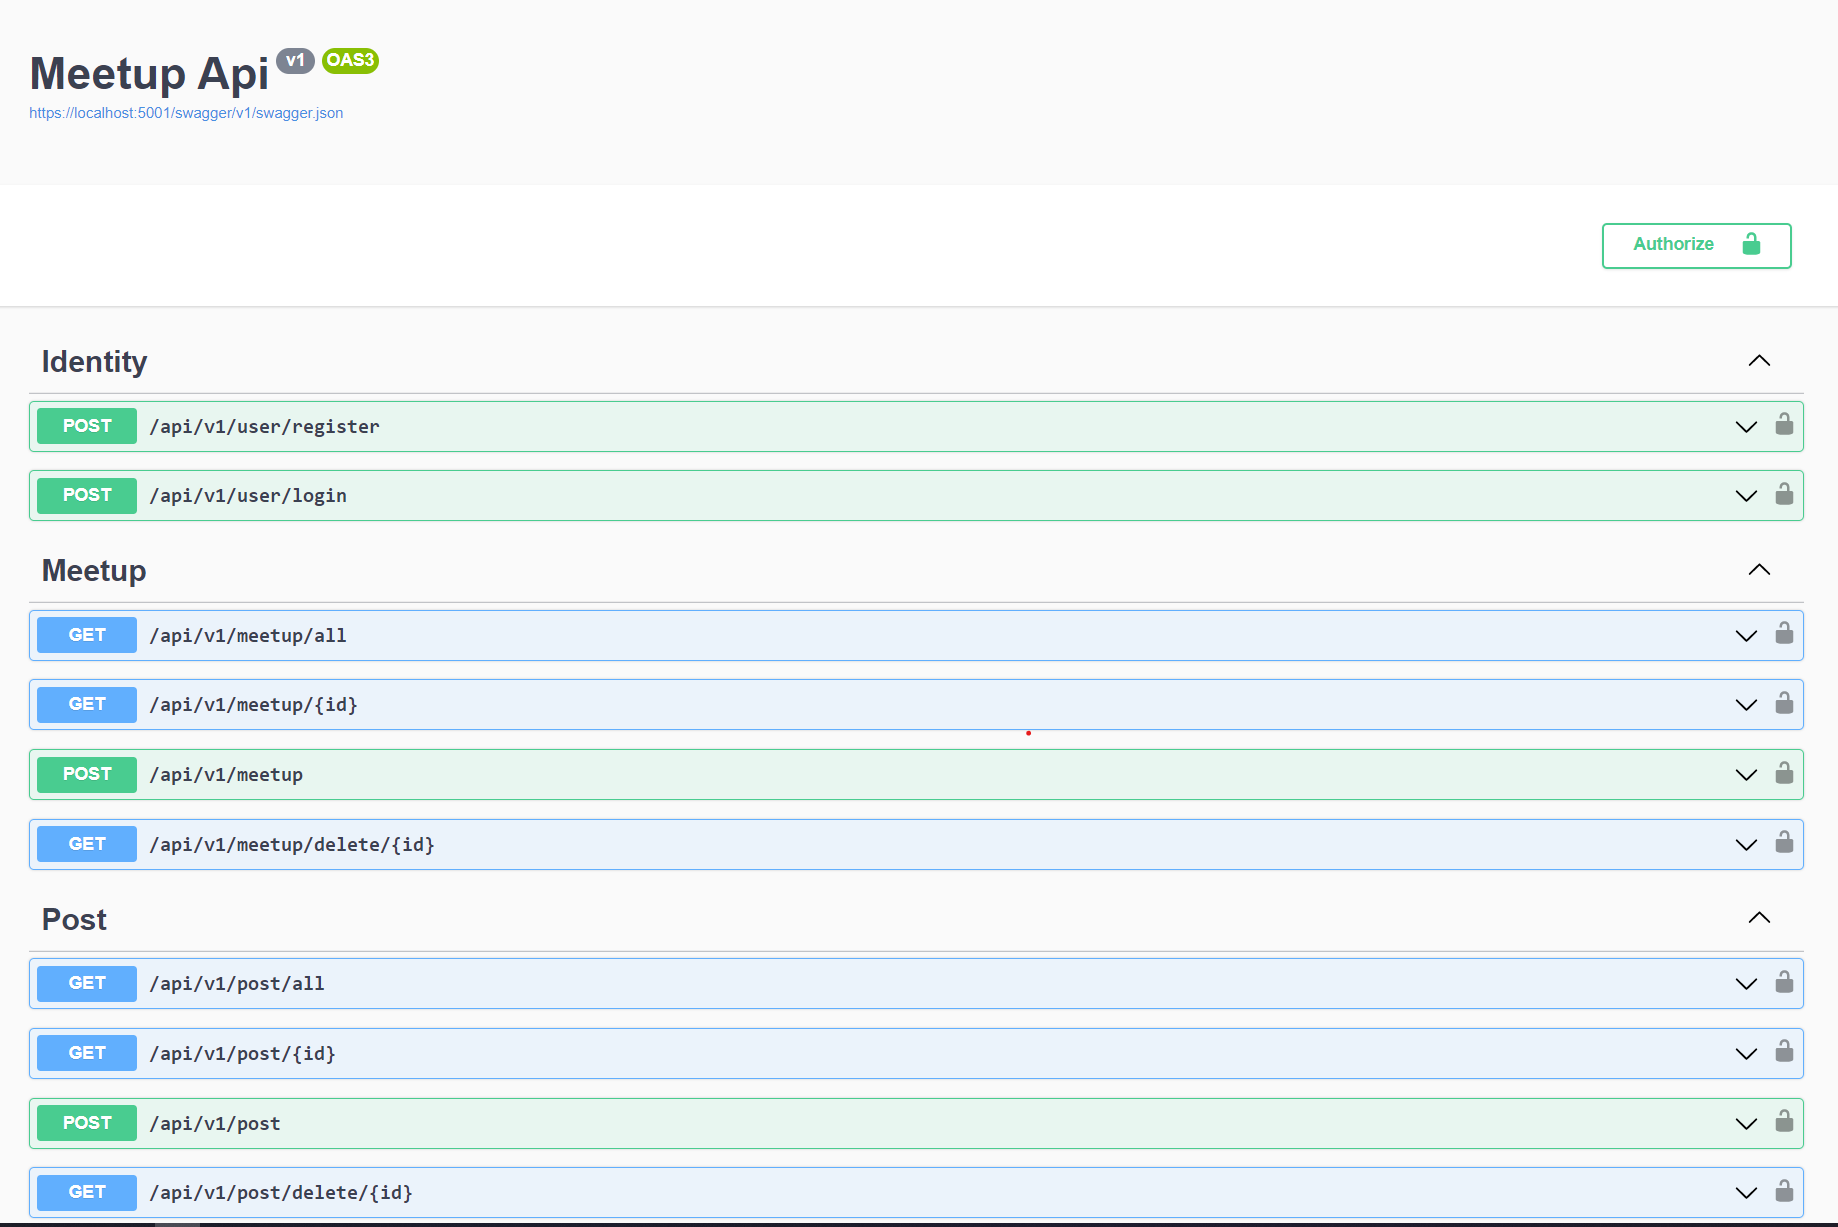 Meetup Api v1 OAS3
https://localhost:5001/swagger/v1/swagger.json
Authorize
Identity
POST /api/v1/user/register
POST /api/v1/user/login
Meetup
GET /api/v1/meetup/all
GET /api/v1/meetup/{id}
POST /api/v1/meetup
GET /api/v1/meetup/delete/{id}
Post
GET /api/v1/post/all
GET /api/v1/post/{id}
POST /api/v1/post
GET /api/v1/post/delete/{id}